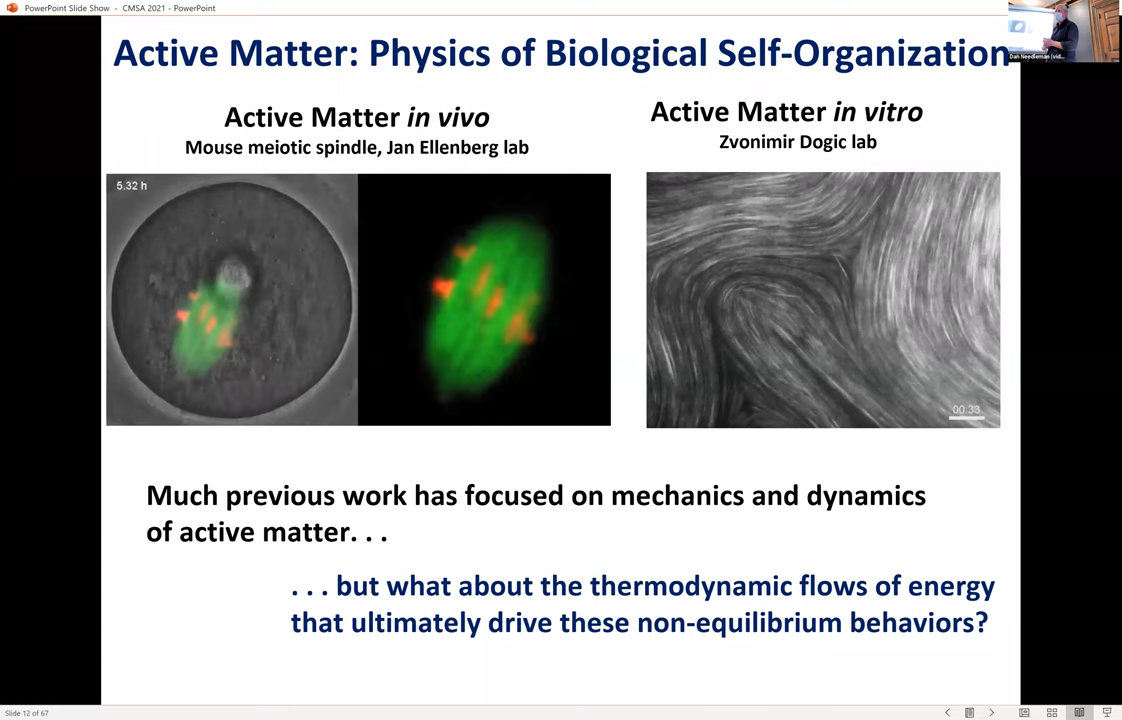 PowerPoint Slide Show - CMSA 2021 - PowerPoint
Active Matter: Physics of Biological Self-Organization
Active Matter in vivo
Mouse meiotic spindle, Jan Ellenberg lab
Active Matter in vitro
Zvonimir Dogic lab
5.32 h
00:33
Much previous work has focused on mechanics and dynamics
of active matter. . .
. . . but what about the thermodynamic flows of energy
that ultimately drive these non-equilibrium behaviors?
Dan Needleman (vid...
Slide 12 of 67